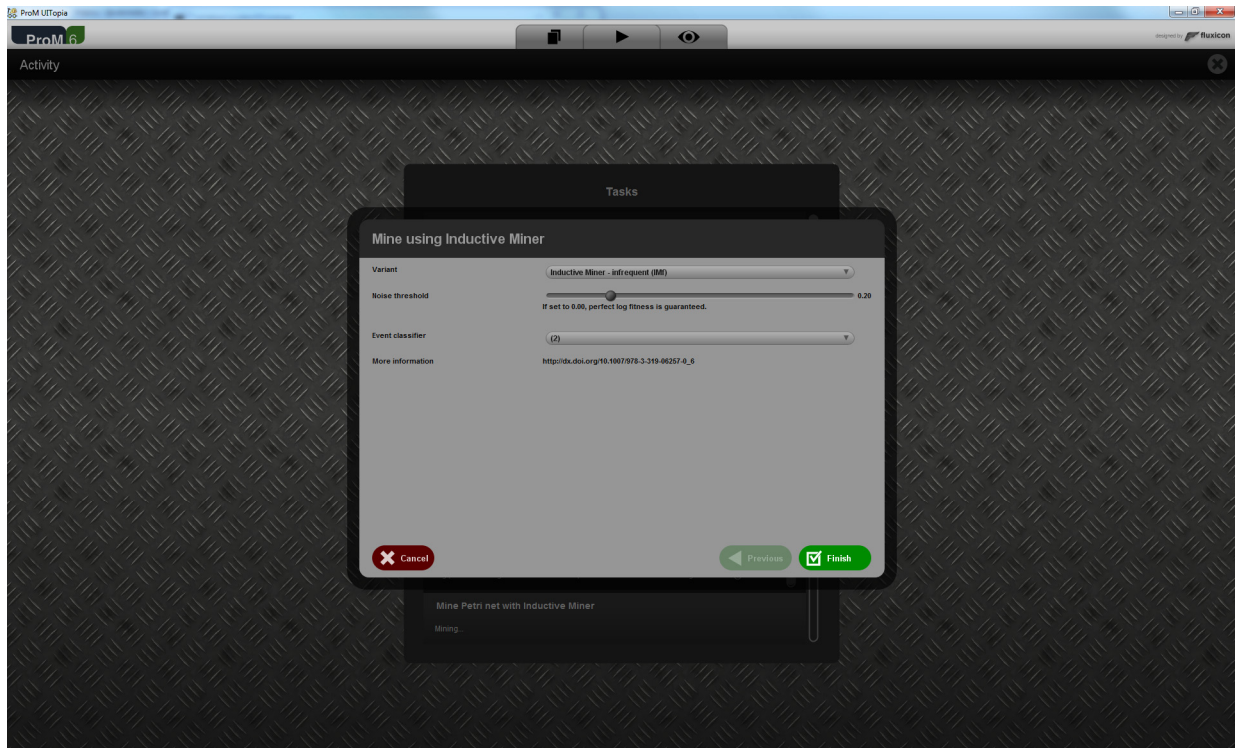 ProM UITopia
ProM 6
designed by fluxicon
Activity
Tasks
Mine using Inductive Miner
Variant
Inductive Miner - infrequent (IMf)
Noise threshold
0.20
If set to 0.00, perfect log fitness is guaranteed.
Event classifier
(2)
More information
http://dx.doi.org/10.1007/978-3-319-06257-0_6
Cancel
Previous
Finish
Mine Petri net with Inductive Miner
Mining...